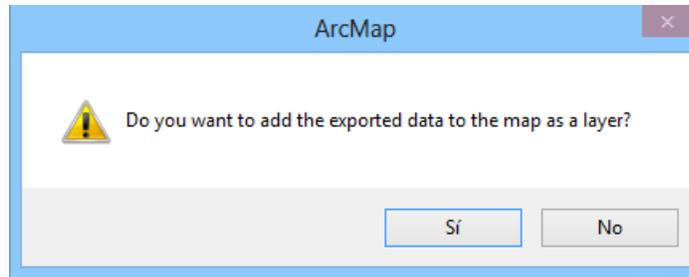 ArcMap
Do you want to add the exported data to the map as a layer?
Sí
No